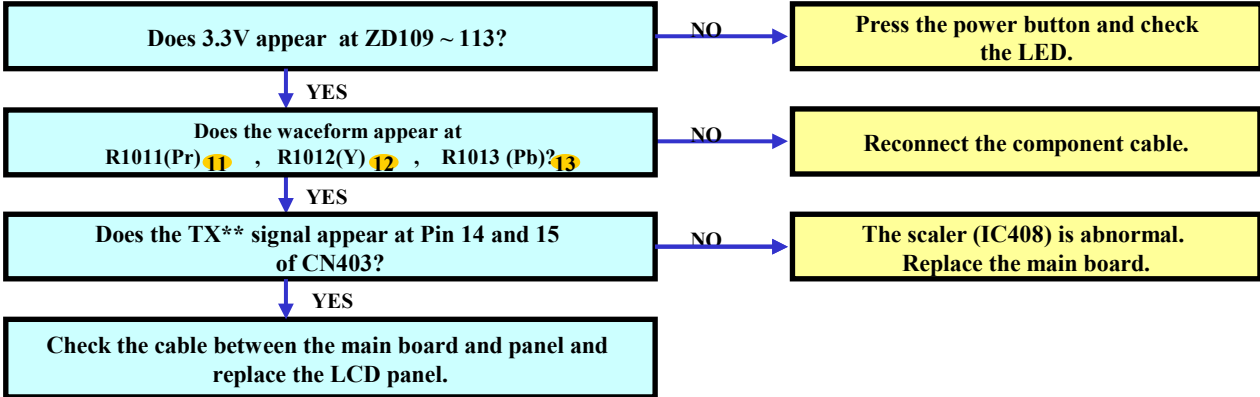 Does 3.3V appear at ZD109 ~ 113?
NO
Press the power button and check
the LED.
YES
Does the waceform appear at
R1011(Pr) 11 , R1012(Y) 12 , R1013 (Pb)? 13
NO
Reconnect the component cable.
YES
Does the TX** signal appear at Pin 14 and 15
of CN403?
NO
The scaler (IC408) is abnormal.
Replace the main board.
YES
Check the cable between the main board and panel and
replace the LCD panel.